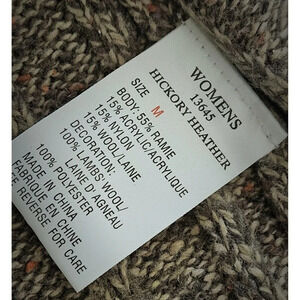 WOMENS
13645
HICKORY HEATHER
SIZE M
BODY: 55% RAMIE
15% ACRYLIC/ACRYLIQUE
15% NYLON
15% WOOL/LAINE
DECORATION:
100% LAMBS' WOOL/
LAINE D' AGNEAU
100% POLYESTER
MADE IN CHINA
FABRIQUE EN CHINE
REVERSE FOR CARE